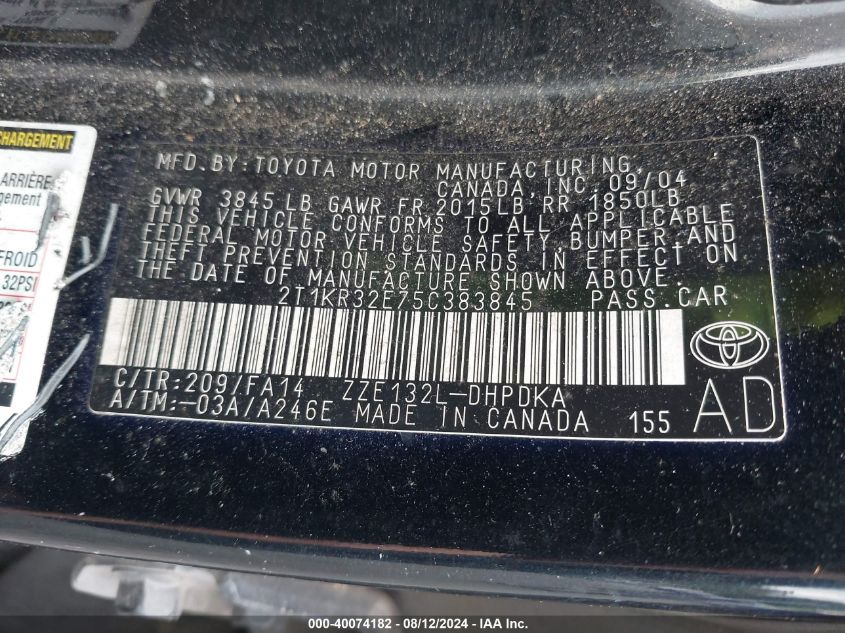 CHARGEMENT
ARRIÈRE
gement
FROID
32PSI
MFD.BY:TOYOTA MOTOR MANUFACTURING
CANADA, INC. 09/04
GVWR 3845 LB GAWR FR 2015LB RR 1850LB
THIS VEHICLE CONFORMS TO ALL APPLICABLE
FEDERAL MOTOR VEHICLE SAFETY, BUMPER AND
THEFT PREVENTION STANDARDS IN EFFECT ON
THE DATE OF MANUFACTURE SHOWN ABOVE.
2T1KR32E75C383845 PASS.CAR
C/TR:209/FA14 ZZE132L-DHPDKA
A/TM:-03A/A246E MADE IN CANADA 155
AD
000-40074182 - 08/12/2024 - IAA Inc.